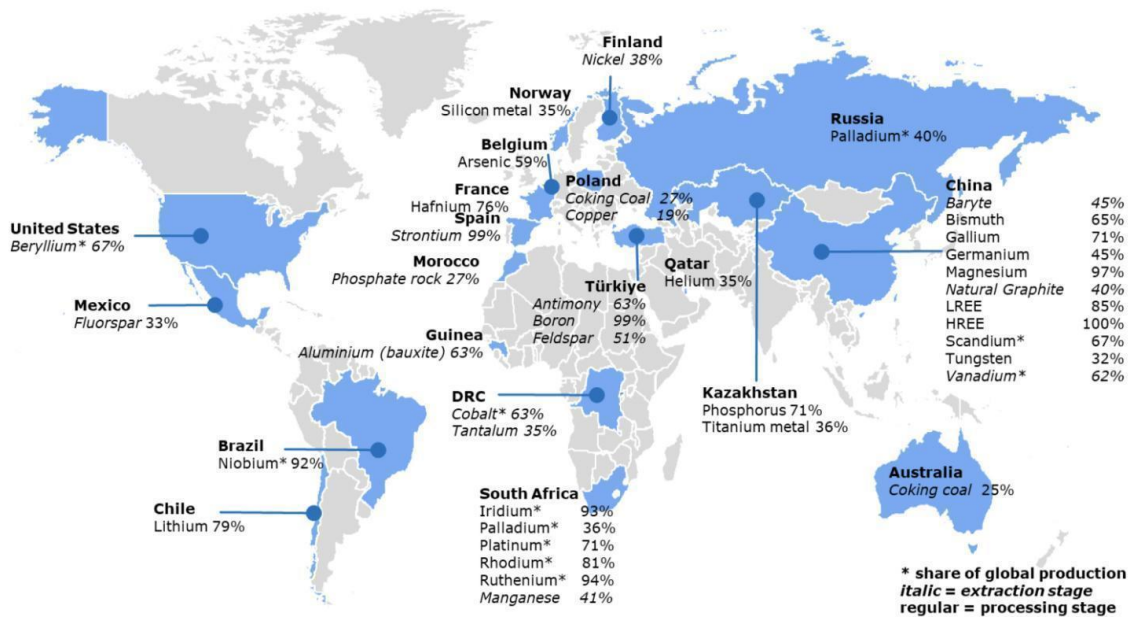 Finland
Nickel 38%
Norway
Silicon metal 35%
Belgium
Arsenic 59%
France
Hafnium 76%
Spain
Strontium 99%
Poland
Coking Coal 27%
Copper 19%
Russia
Palladium* 40%
China
Baryte 45%
Bismuth 65%
Gallium 71%
Germanium 45%
Magnesium 97%
Natural Graphite 40%
LREE 85%
HREE 100%
Scandium* 67%
Tungsten 32%
Vanadium* 62%
United States
Beryllium* 67%
Morocco
Phosphate rock 27%
Qatar
Helium 35%
Türkiye
Antimony 63%
Boron 99%
Feldspar 51%
Mexico
Fluorspar 33%
Guinea
Aluminium (bauxite) 63%
DRC
Cobalt* 63%
Tantalum 35%
Kazakhstan
Phosphorus 71%
Titanium metal 36%
Brazil
Niobium* 92%
Australia
Coking coal 25%
Chile
Lithium 79%
South Africa
Iridium* 93%
Palladium* 36%
Platinum* 71%
Rhodium* 81%
Ruthenium* 94%
Manganese 41%
* share of global production
italic = extraction stage
regular = processing stage